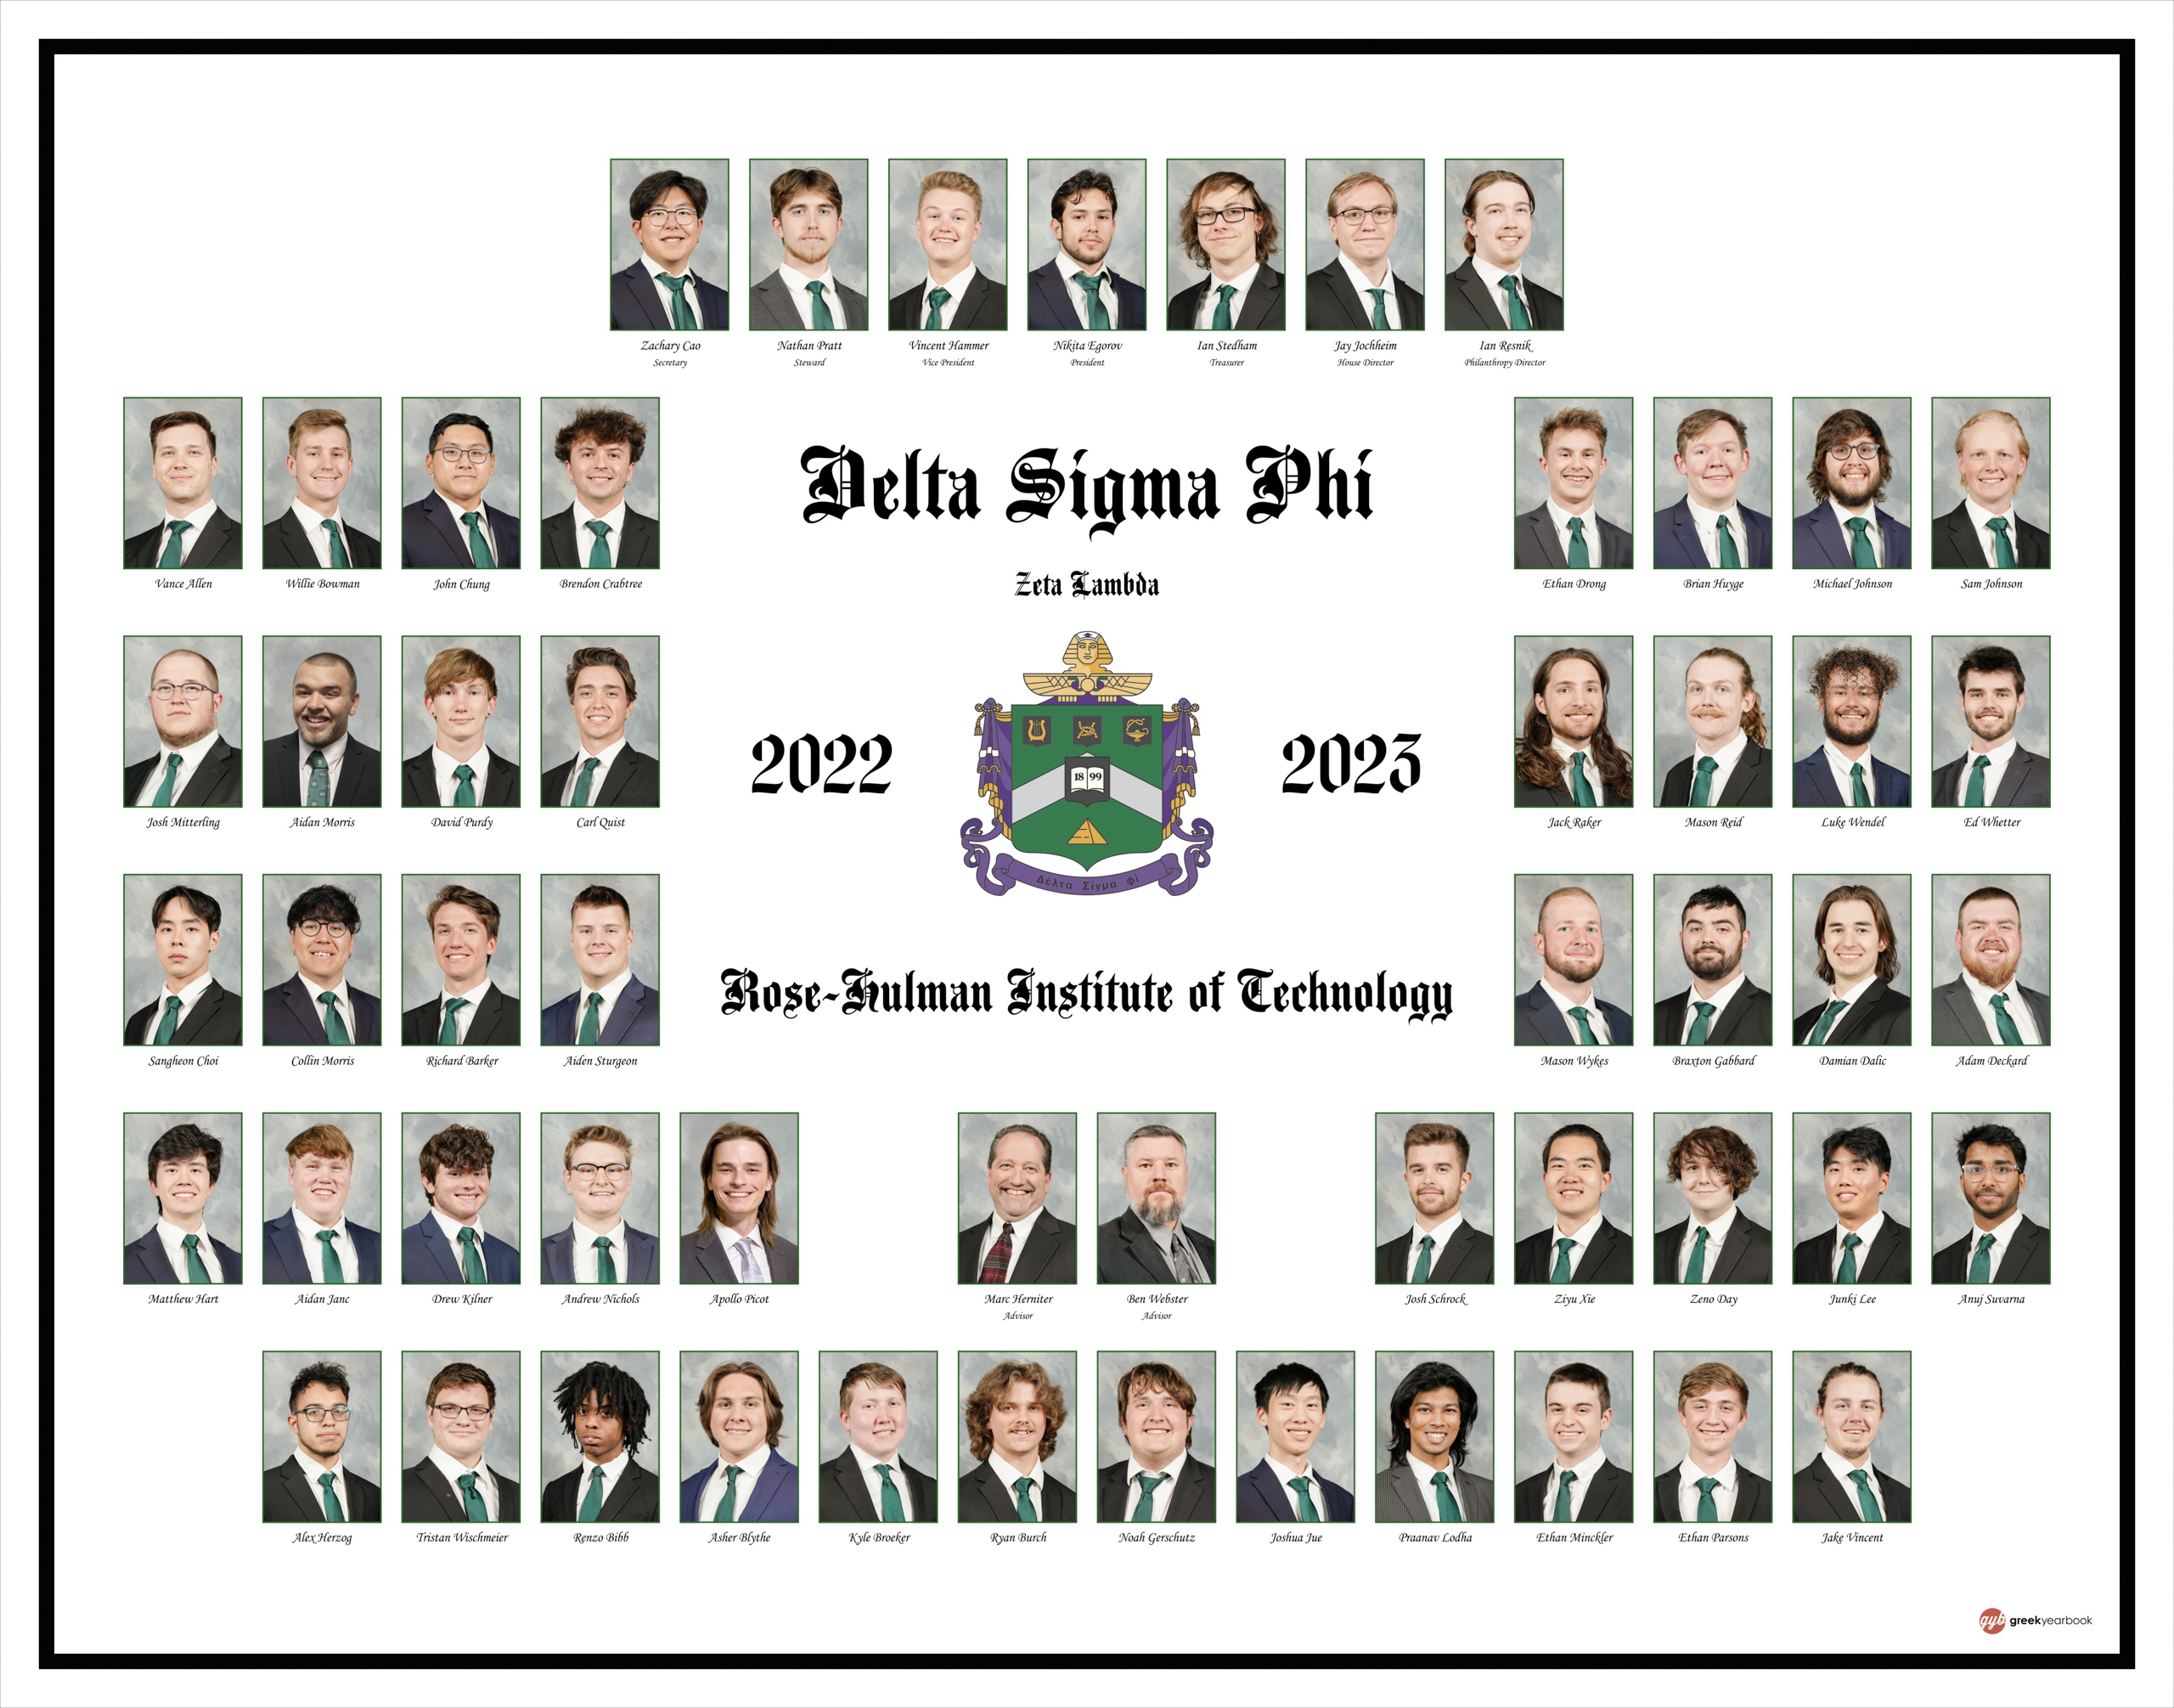 Zachary Cao
Secretary
Nathan Pratt
Steward
Vincent Hammer
Vice President
Nikita Egorov
President
Ian Stedham
Treasurer
Jay Jochheim
House Director
Ian Resnik
Philanthropy Director
Vance Allen
Willie Bowman
John Chung
Brendon Crabtree
Delta Sigma Phi
Zeta Lambda
Ethan Drong
Brian Huyge
Michael Johnson
Sam Johnson
Josh Mitterling
Aidan Morris
David Purdy
Carl Quist
2022
18 99
Δέλτα Σίγμα Φι
2023
Jack Raker
Mason Reid
Luke Wendel
Ed Whetter
Sangheon Choi
Collin Morris
Richard Barker
Aiden Sturgeon
Rose-Hulman Institute of Technology
Mason Wykes
Braxton Gabbard
Damian Dalic
Adam Deckard
Matthew Hart
Aidan Janc
Drew Kilner
Andrew Nichols
Apollo Picot
Marc Herniter
Advisor
Ben Webster
Advisor
Josh Schrock
Ziyu Xie
Zeno Day
Junki Lee
Anuj Suvarna
Alex Herzog
Tristan Wischmeier
Renzo Bibb
Asher Blythe
Kyle Broeker
Ryan Burch
Noah Gerschutz
Joshua Jue
Praanav Lodha
Ethan Minckler
Ethan Parsons
Jake Vincent
gyb greekyearbook